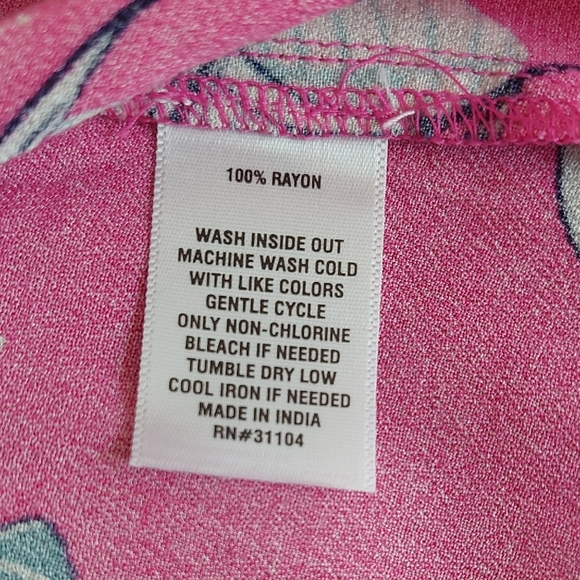 100% RAYON
WASH INSIDE OUT
MACHINE WASH COLD
WITH LIKE COLORS
GENTLE CYCLE
ONLY NON-CHLORINE
BLEACH IF NEEDED
TUMBLE DRY LOW
COOL IRON IF NEEDED
MADE IN INDIA
RN#31104